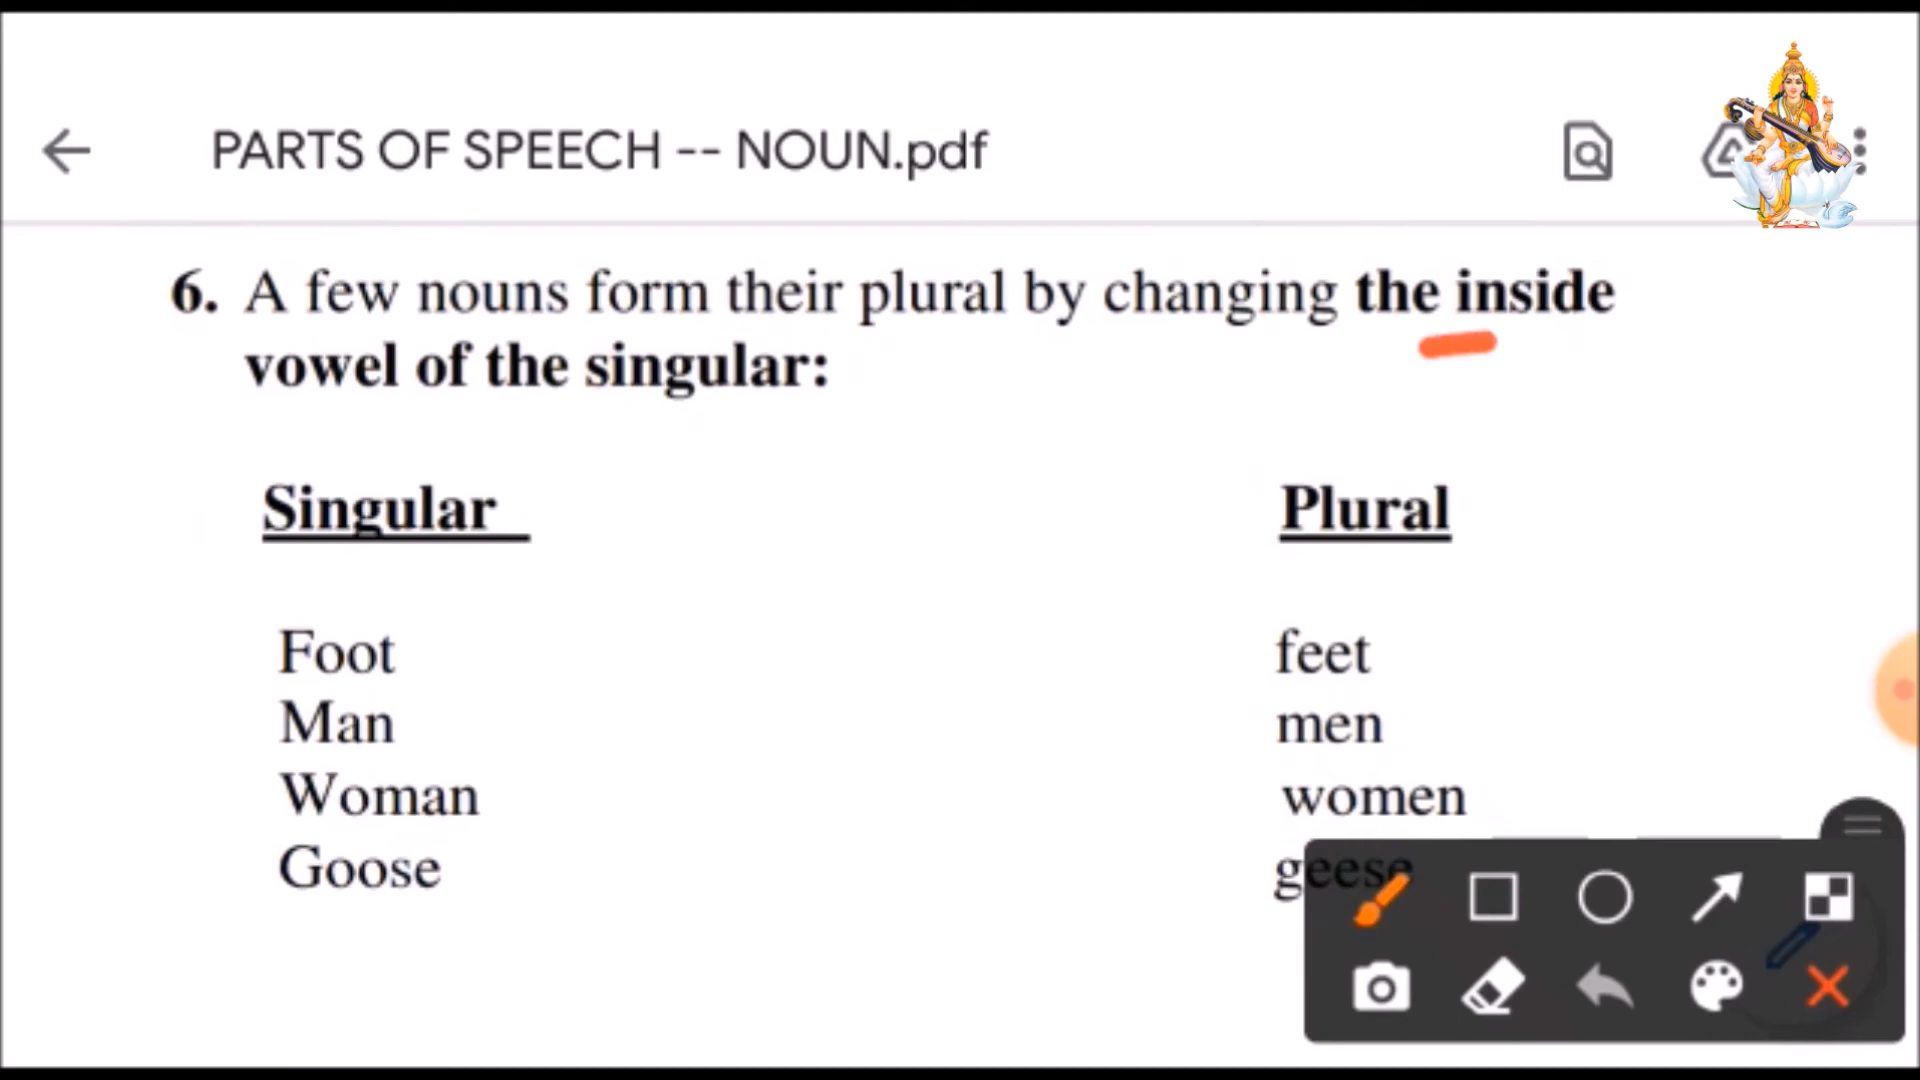 PARTS OF SPEECH -- NOUN.pdf
6. A few nouns form their plural by changing the inside
vowel of the singular:
Singular Plural
Foot feet
Man men
Woman women
Goose geese